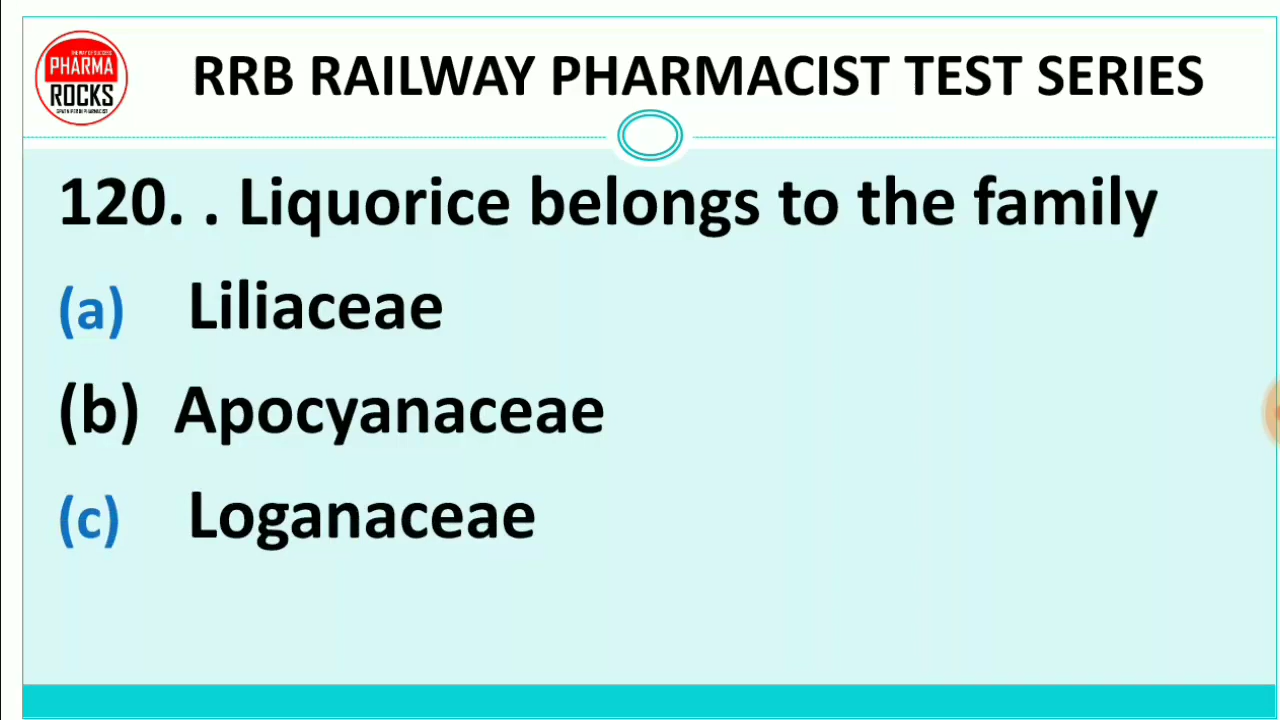 PHARMA
ROCKS
RRB RAILWAY PHARMACIST TEST SERIES
120. . Liquorice belongs to the family
(a) Liliaceae
(b) Apocyanaceae
(c) Loganaceae